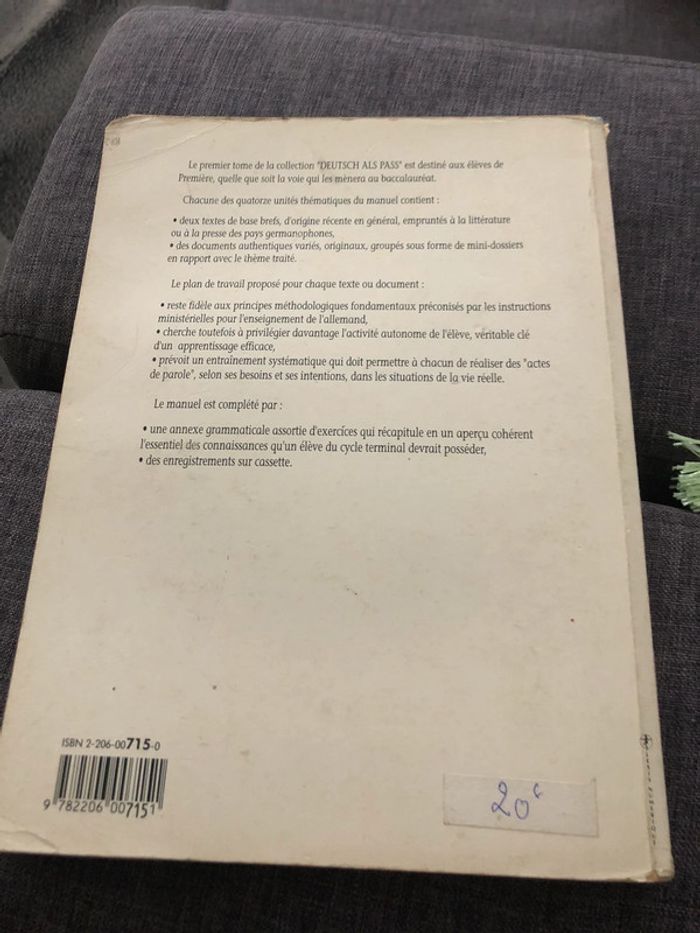 Le premier tome de la collection "DEUTSCH ALS PASS" est destiné aux élèves de
Première, quelle que soit la voie qui les mènera au baccalauréat.
Chacune des quatorze unités thématiques du manuel contient :
• deux textes de base brefs, d'origine récente en général, empruntés à la littérature
ou à la presse des pays germanophones,
• des documents authentiques variés, originaux, groupés sous forme de mini-dossiers
en rapport avec le thème traité.
Le plan de travail proposé pour chaque texte ou document :
• reste fidèle aux principes méthodologiques fondamentaux préconisés par les instructions
ministérielles pour l'enseignement de l'allemand,
• cherche toutefois à privilégier davantage l'activité autonome de l'élève, véritable clé
d'un apprentissage efficace,
• prévoit un entraînement systématique qui doit permettre à chacun de réaliser des "actes
de parole", selon ses besoins et ses intentions, dans les situations de la vie réelle.
Le manuel est complété par :
• une annexe grammaticale assortie d'exercices qui récapitule en un aperçu cohérent
l'essentiel des connaissances qu'un élève du cycle terminal devrait posséder,
• des enregistrements sur cassette.
ISBN 2-206-00715-0
9 782206 007151
20